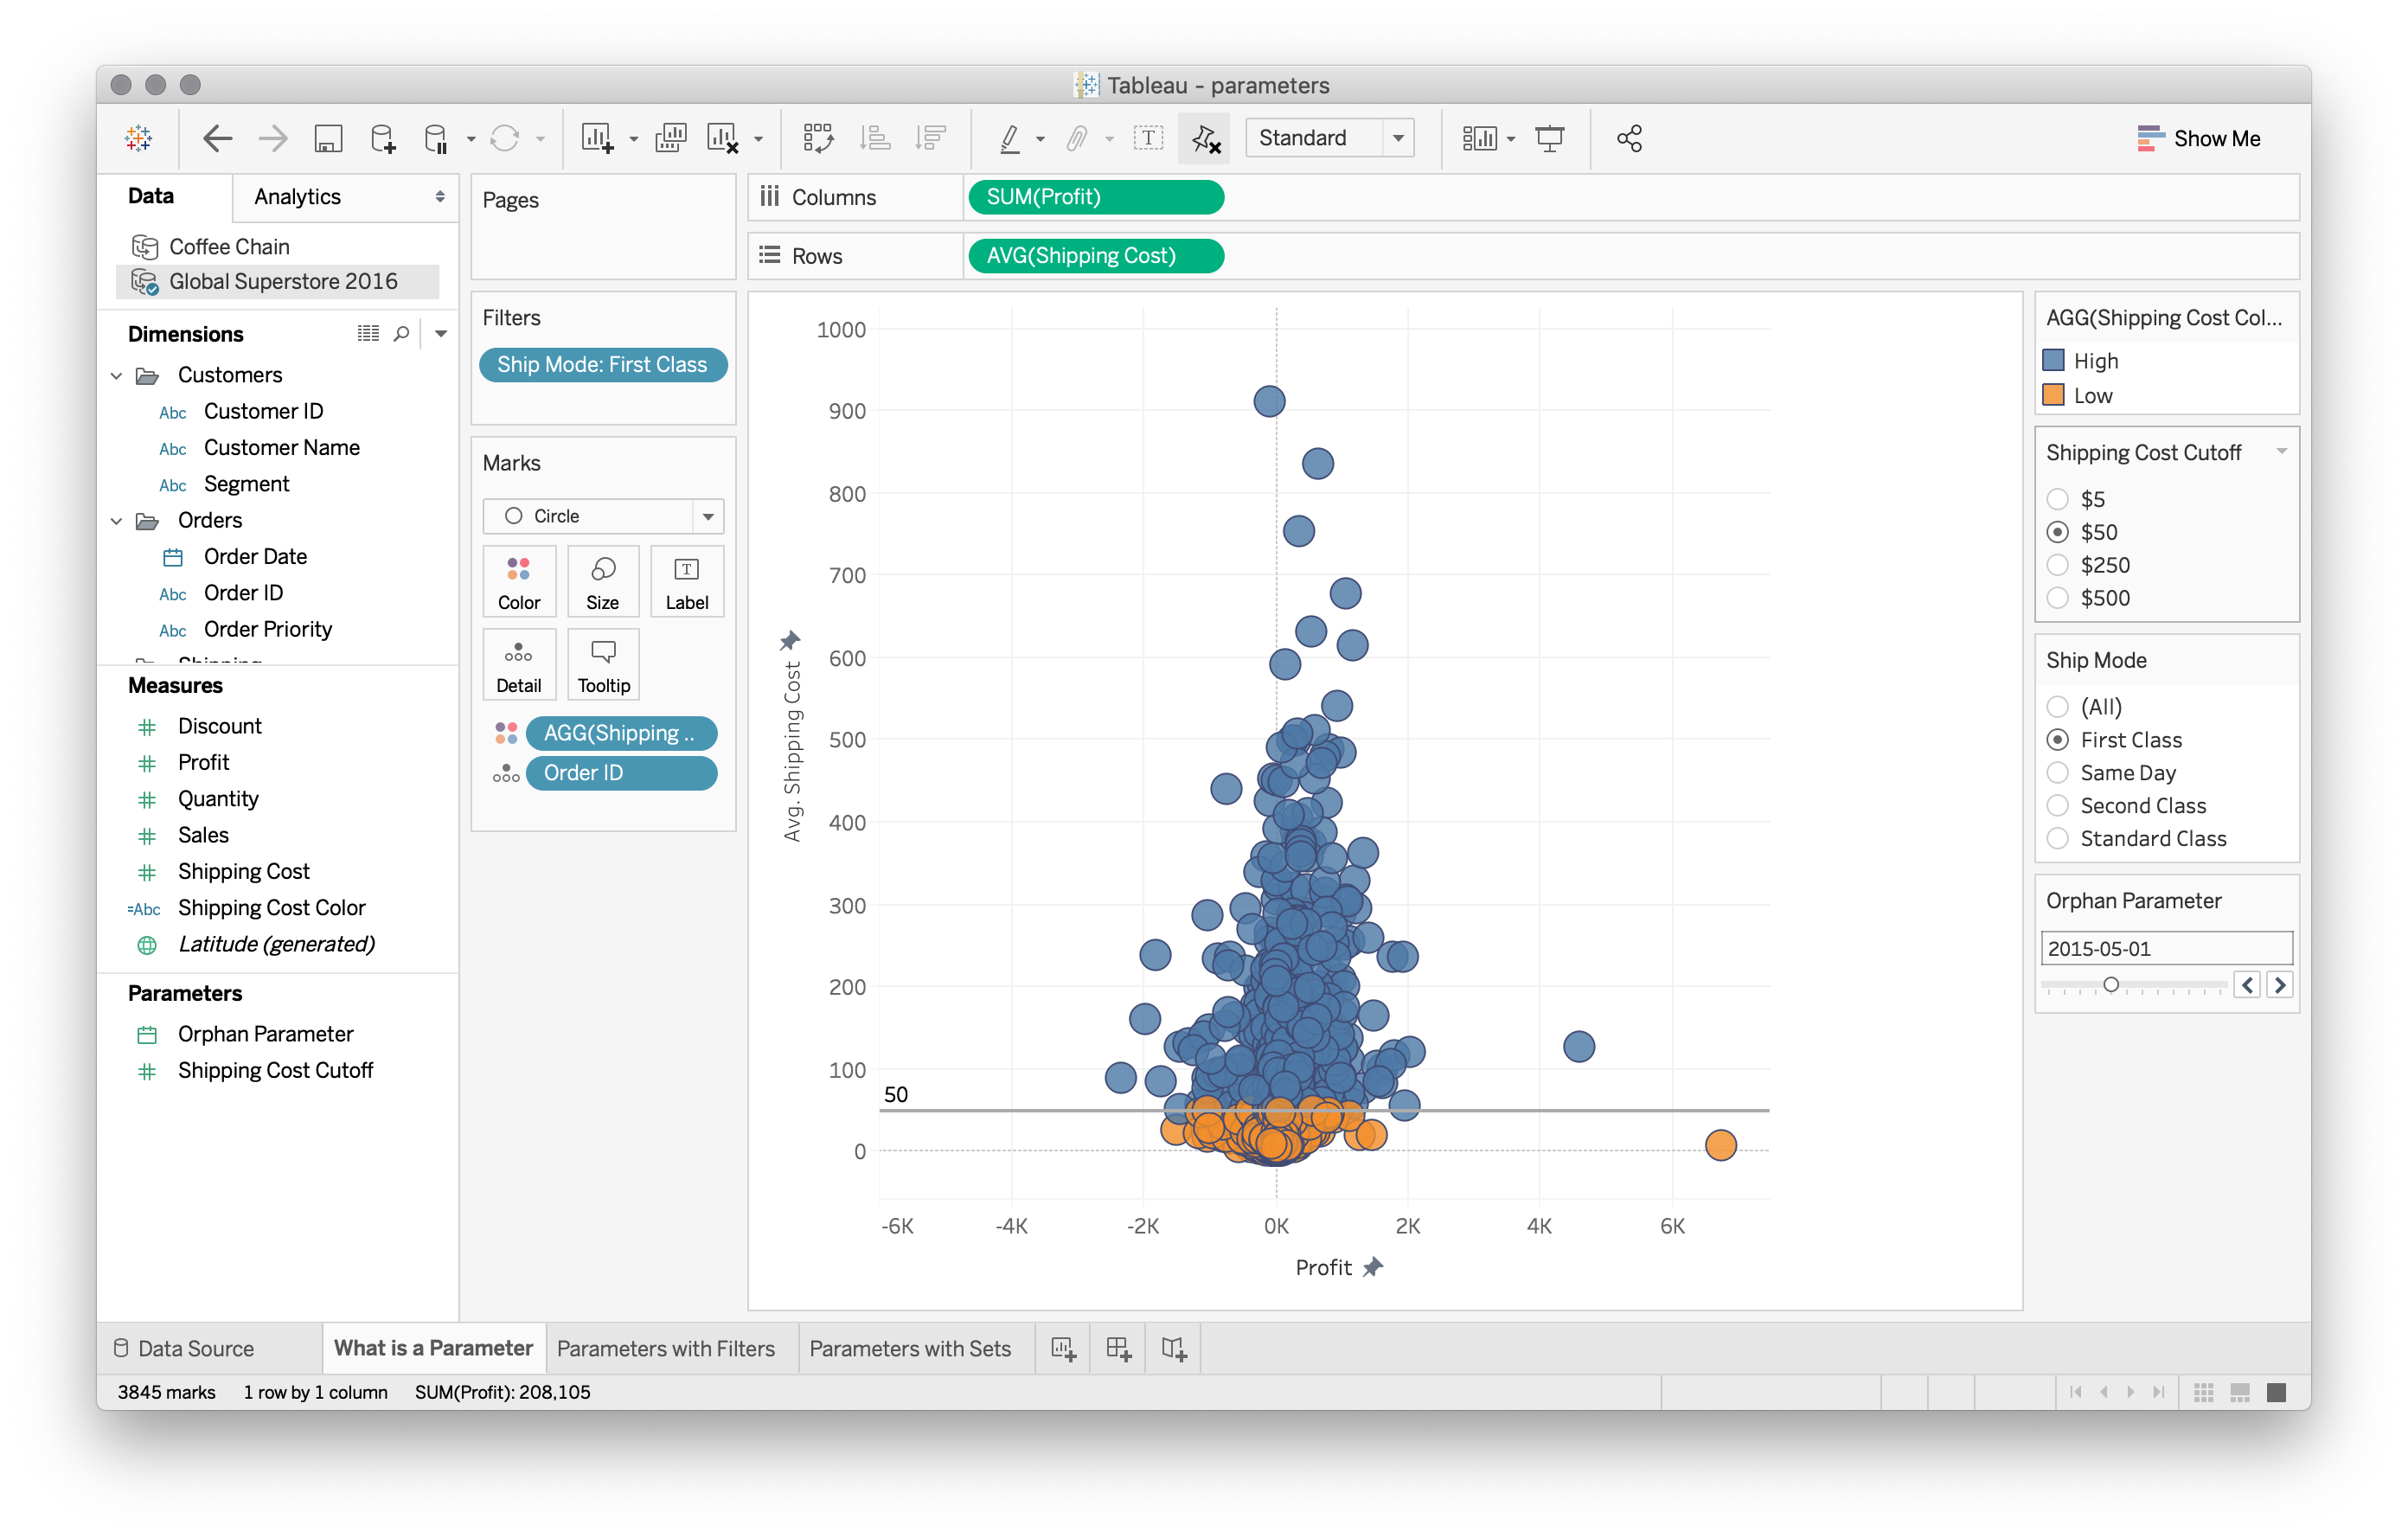 Tableau - parameters
Standard
Show Me
Data
Analytics
Coffee Chain
Global Superstore 2016
Dimensions
Customers
Abc Customer ID
Abc Customer Name
Abc Segment
Orders
Order Date
Abc Order ID
Abc Order Priority
Shipping
Measures
# Discount
# Profit
# Quantity
# Sales
# Shipping Cost
=Abc Shipping Cost Color
Latitude (generated)
Parameters
Orphan Parameter
# Shipping Cost Cutoff
Pages
Filters
Ship Mode: First Class
Marks
Circle
Color
Size
T
Label
Detail
Tooltip
AGG(Shipping ..
Order ID
Columns
SUM(Profit)
Rows
AVG(Shipping Cost)
Avg. Shipping Cost
1000
900
800
700
600
500
400
300
200
100
0
50
-6K
-4K
-2K
0K
2K
4K
6K
Profit
AGG(Shipping Cost Col...
High
Low
Shipping Cost Cutoff
$5
$50
$250
$500
Ship Mode
(All)
First Class
Same Day
Second Class
Standard Class
Orphan Parameter
2015-05-01
Data Source
What is a Parameter
Parameters with Filters
Parameters with Sets
3845 marks
1 row by 1 column
SUM(Profit): 208,105